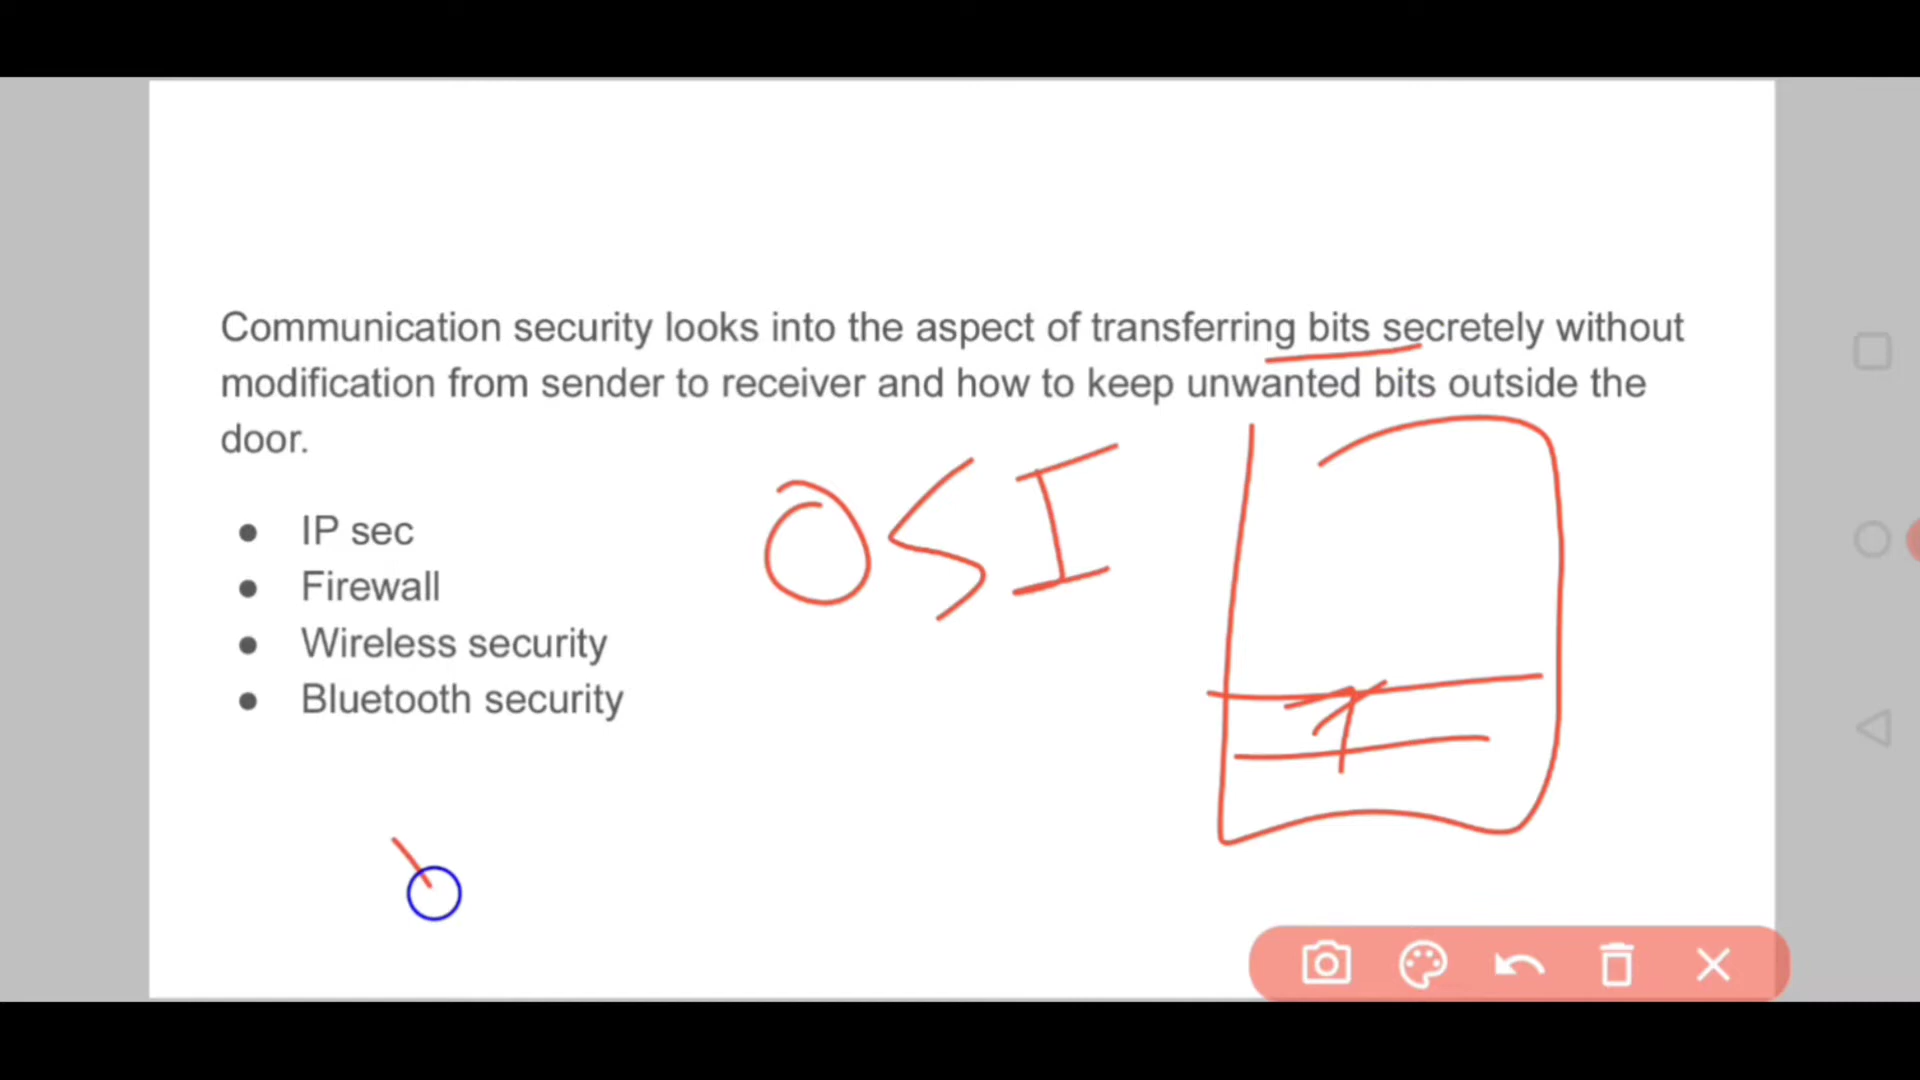 Communication security looks into the aspect of transferring bits secretely without
modification from sender to receiver and how to keep unwanted bits outside the
door.
OSI
● IP sec
● Firewall
● Wireless security
● Bluetooth security